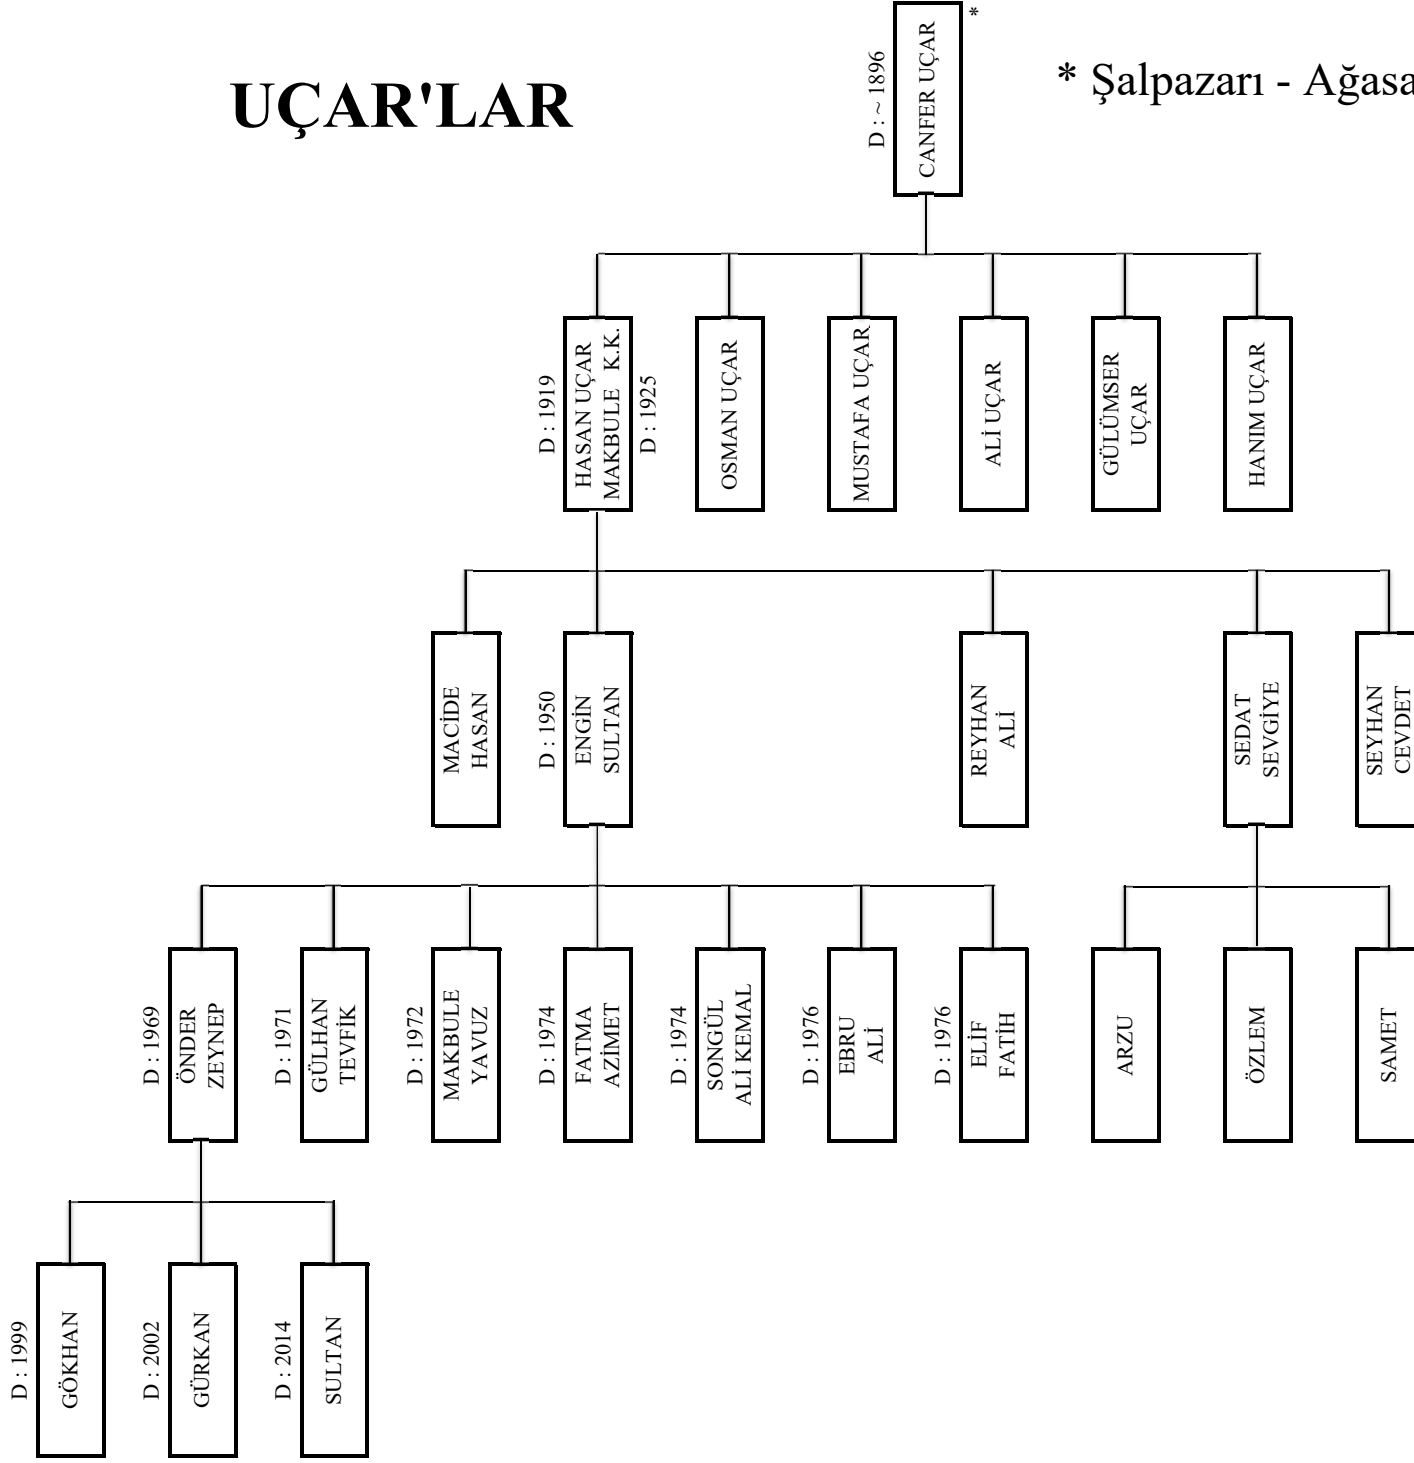 UÇAR'LAR
* Şalpazarı - Ağasa
*
D : ~ 1896
CANFER UÇAR
D : 1919
HASAN UÇAR
MAKBULE K.K.
D : 1925
OSMAN UÇAR
MUSTAFA UÇAR
ALİ UÇAR
GÜLÜMSER
UÇAR
HANIM UÇAR
MACİDE
HASAN
D : 1950
ENGİN
SULTAN
REYHAN
ALİ
SEDAT
SEVGİYE
SEYHAN
CEVDET
D : 1969
ÖNDER
ZEYNEP
D : 1971
GÜLHAN
TEVFİK
D : 1972
MAKBULE
YAVUZ
D : 1974
FATMA
AZİMET
D : 1974
SONGÜL
ALİ KEMAL
D : 1976
EBRU
ALİ
D : 1976
ELİF
FATİH
ARZU
ÖZLEM
SAMET
D : 1999
GÖKHAN
D : 2002
GÜRKAN
D : 2014
SULTAN